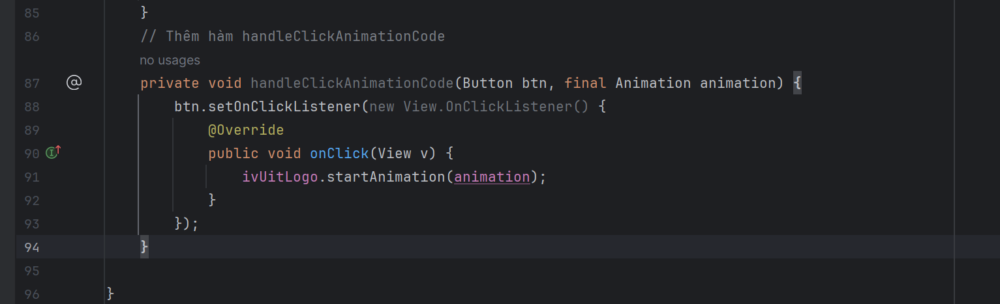 85 }
86 // Thêm hàm handleClickAnimationCode
no usages
87 @ private void handleClickAnimationCode(Button btn, final Animation animation) {
88 btn.setOnClickListener(new View.OnClickListener() {
89 @Override
90 public void onClick(View v) {
91 ivUitLogo.startAnimation(animation);
92 }
93 });
94 }
95
96 }